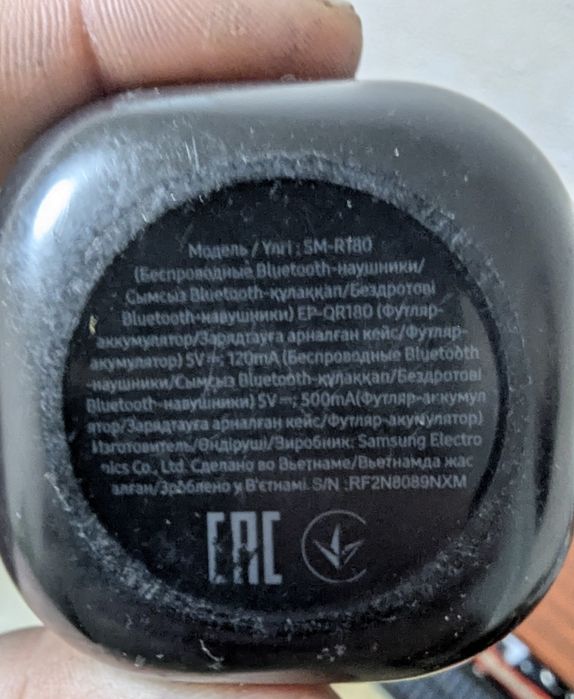 Модель / Үлгі : SM-R180
(Беспроводные Bluetooth-наушники/
Сымсыз Bluetooth-құлаққап/Бездротові
Bluetooth-навушники) EP-QR180 (Футляр-
аккумулятор/Зарядтауға арналған кейс/Футляр-
акумулятор) 5V⎓; 120mA (Беспроводные Bluetooth
-наушники/Сымсыз Bluetooth-құлаққап/Бездротові
Bluetooth-навушники) 5V⎓; 500mA(Футляр-аккумул
ятор/Зарядтауға арналған кейс/Футляр-акумулятор)
Изготовитель/Өндіруші/Виробник: Samsung Electro
nics Co., Ltd. Сделано во Вьетнаме/Вьетнамда жас
алған/Зроблено у В'єтнамі S/N :RF2N8089NXM
EAC